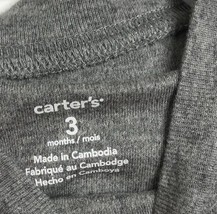 carter's
3
months / mois
Made in Cambodia
Fabriqué au Cambodge
Hecho en Camboya